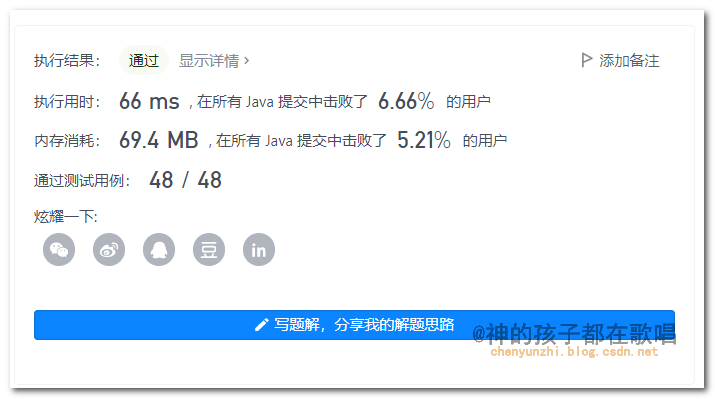 执行结果： 通过 显示详情 > 添加备注
执行用时： 66 ms , 在所有 Java 提交中击败了 6.66% 的用户
内存消耗： 69.4 MB , 在所有 Java 提交中击败了 5.21% 的用户
通过测试用例： 48 / 48
炫耀一下:
豆 in
写题解，分享我的解题思路
@神的孩子都在歌唱
chenyunzhi.blog.csdn.net